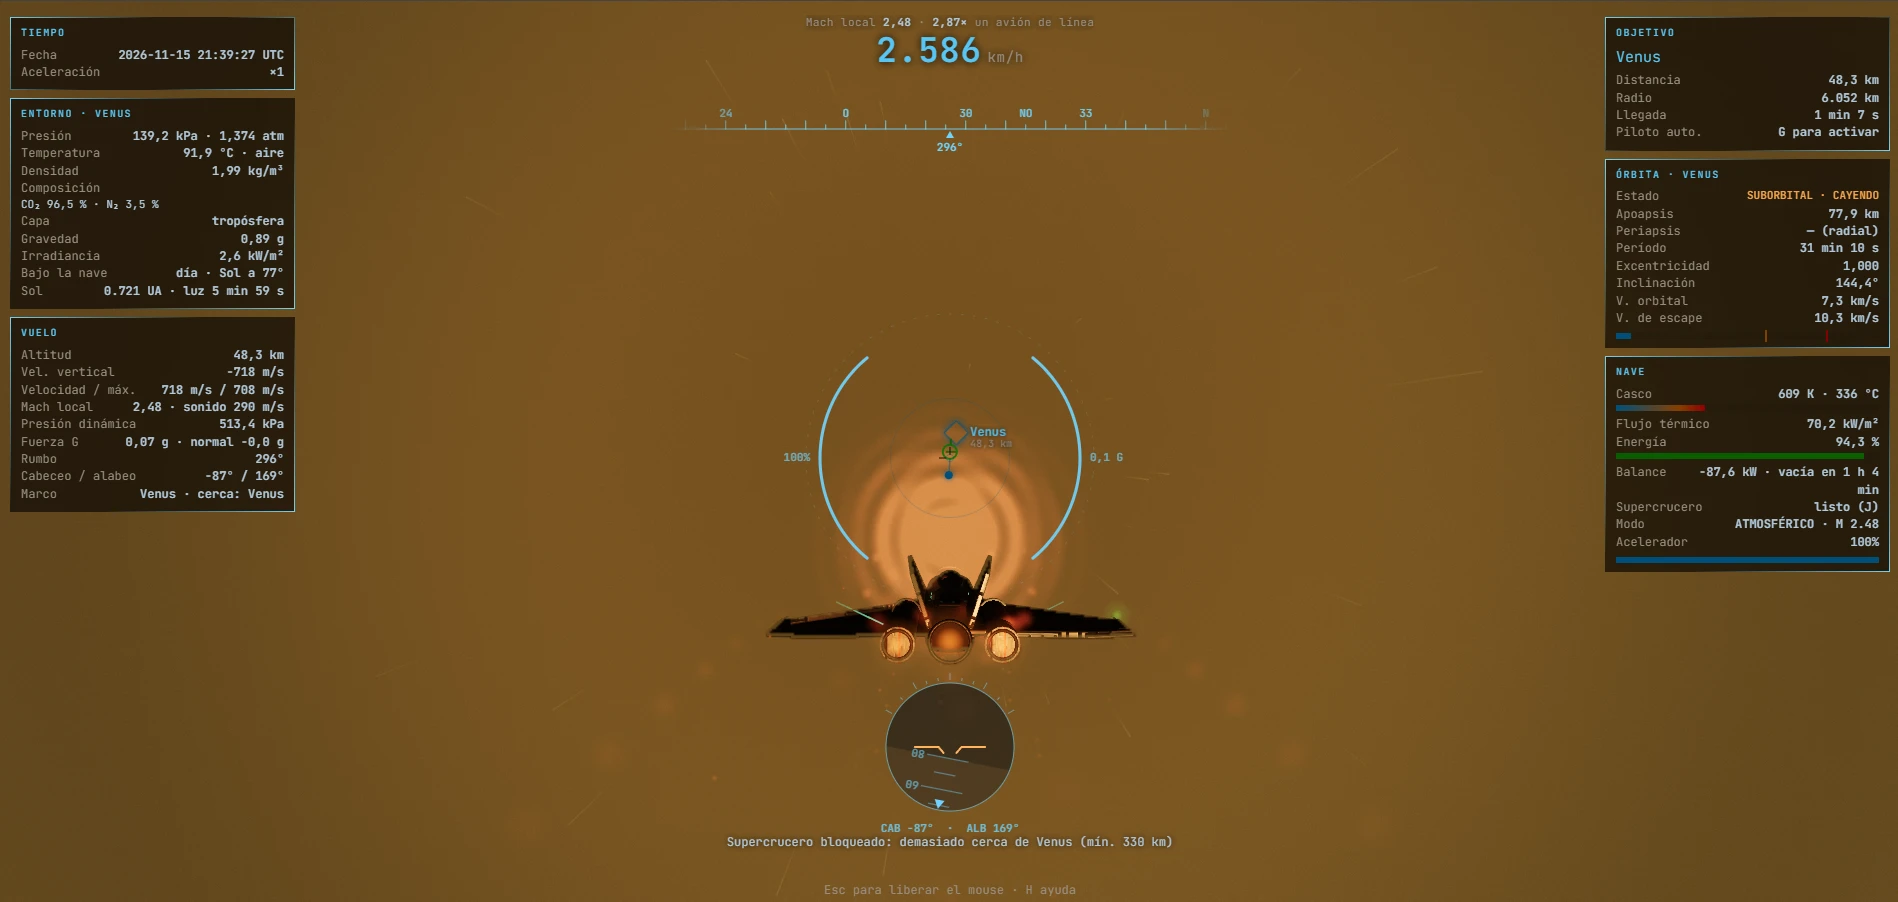 TIEMPO
Fecha 2026-11-15 21:39:27 UTC
Aceleración ×1
ENTORNO · VENUS
Presión 139,2 kPa · 1,374 atm
Temperatura 91,9 °C · aire
Densidad 1,99 kg/m³
Composición
CO₂ 96,5 % · N₂ 3,5 %
Capa tropósfera
Gravedad 0,89 g
Irradiancia 2,6 kW/m²
Bajo la nave día · Sol a 77°
Sol 0.721 UA · luz 5 min 59 s
VUELO
Altitud 48,3 km
Vel. vertical -718 m/s
Velocidad / máx. 718 m/s / 708 m/s
Mach local 2,48 · sonido 290 m/s
Presión dinámica 513,4 kPa
Fuerza G 0,07 g · normal -0,0 g
Rumbo 296°
Cabeceo / alabeo -87° / 169°
Marco Venus · cerca: Venus
Mach local 2,48 · 2,87× un avión de línea
2.586 km/h
24 O 30 NO 33 N
296°
Venus
48,3 km
100%
0,1 G
80
60
CAB -87° · ALB 169°
Supercrucero bloqueado: demasiado cerca de Venus (mín. 330 km)
Esc para liberar el mouse · H ayuda
OBJETIVO
Venus
Distancia 48,3 km
Radio 6.052 km
Llegada 1 min 7 s
Piloto auto. G para activar
ÓRBITA · VENUS
Estado SUBORBITAL · CAYENDO
Apoapsis 77,9 km
Periapsis — (radial)
Período 31 min 10 s
Excentricidad 1,000
Inclinación 144,4°
V. orbital 7,3 km/s
V. de escape 10,3 km/s
NAVE
Casco 609 K · 336 °C
Flujo térmico 70,2 kW/m²
Energía 94,3 %
Balance -87,6 kW · vacía en 1 h 4
min
Supercrucero listo (J)
Modo ATMOSFÉRICO · M 2.48
Acelerador 100%